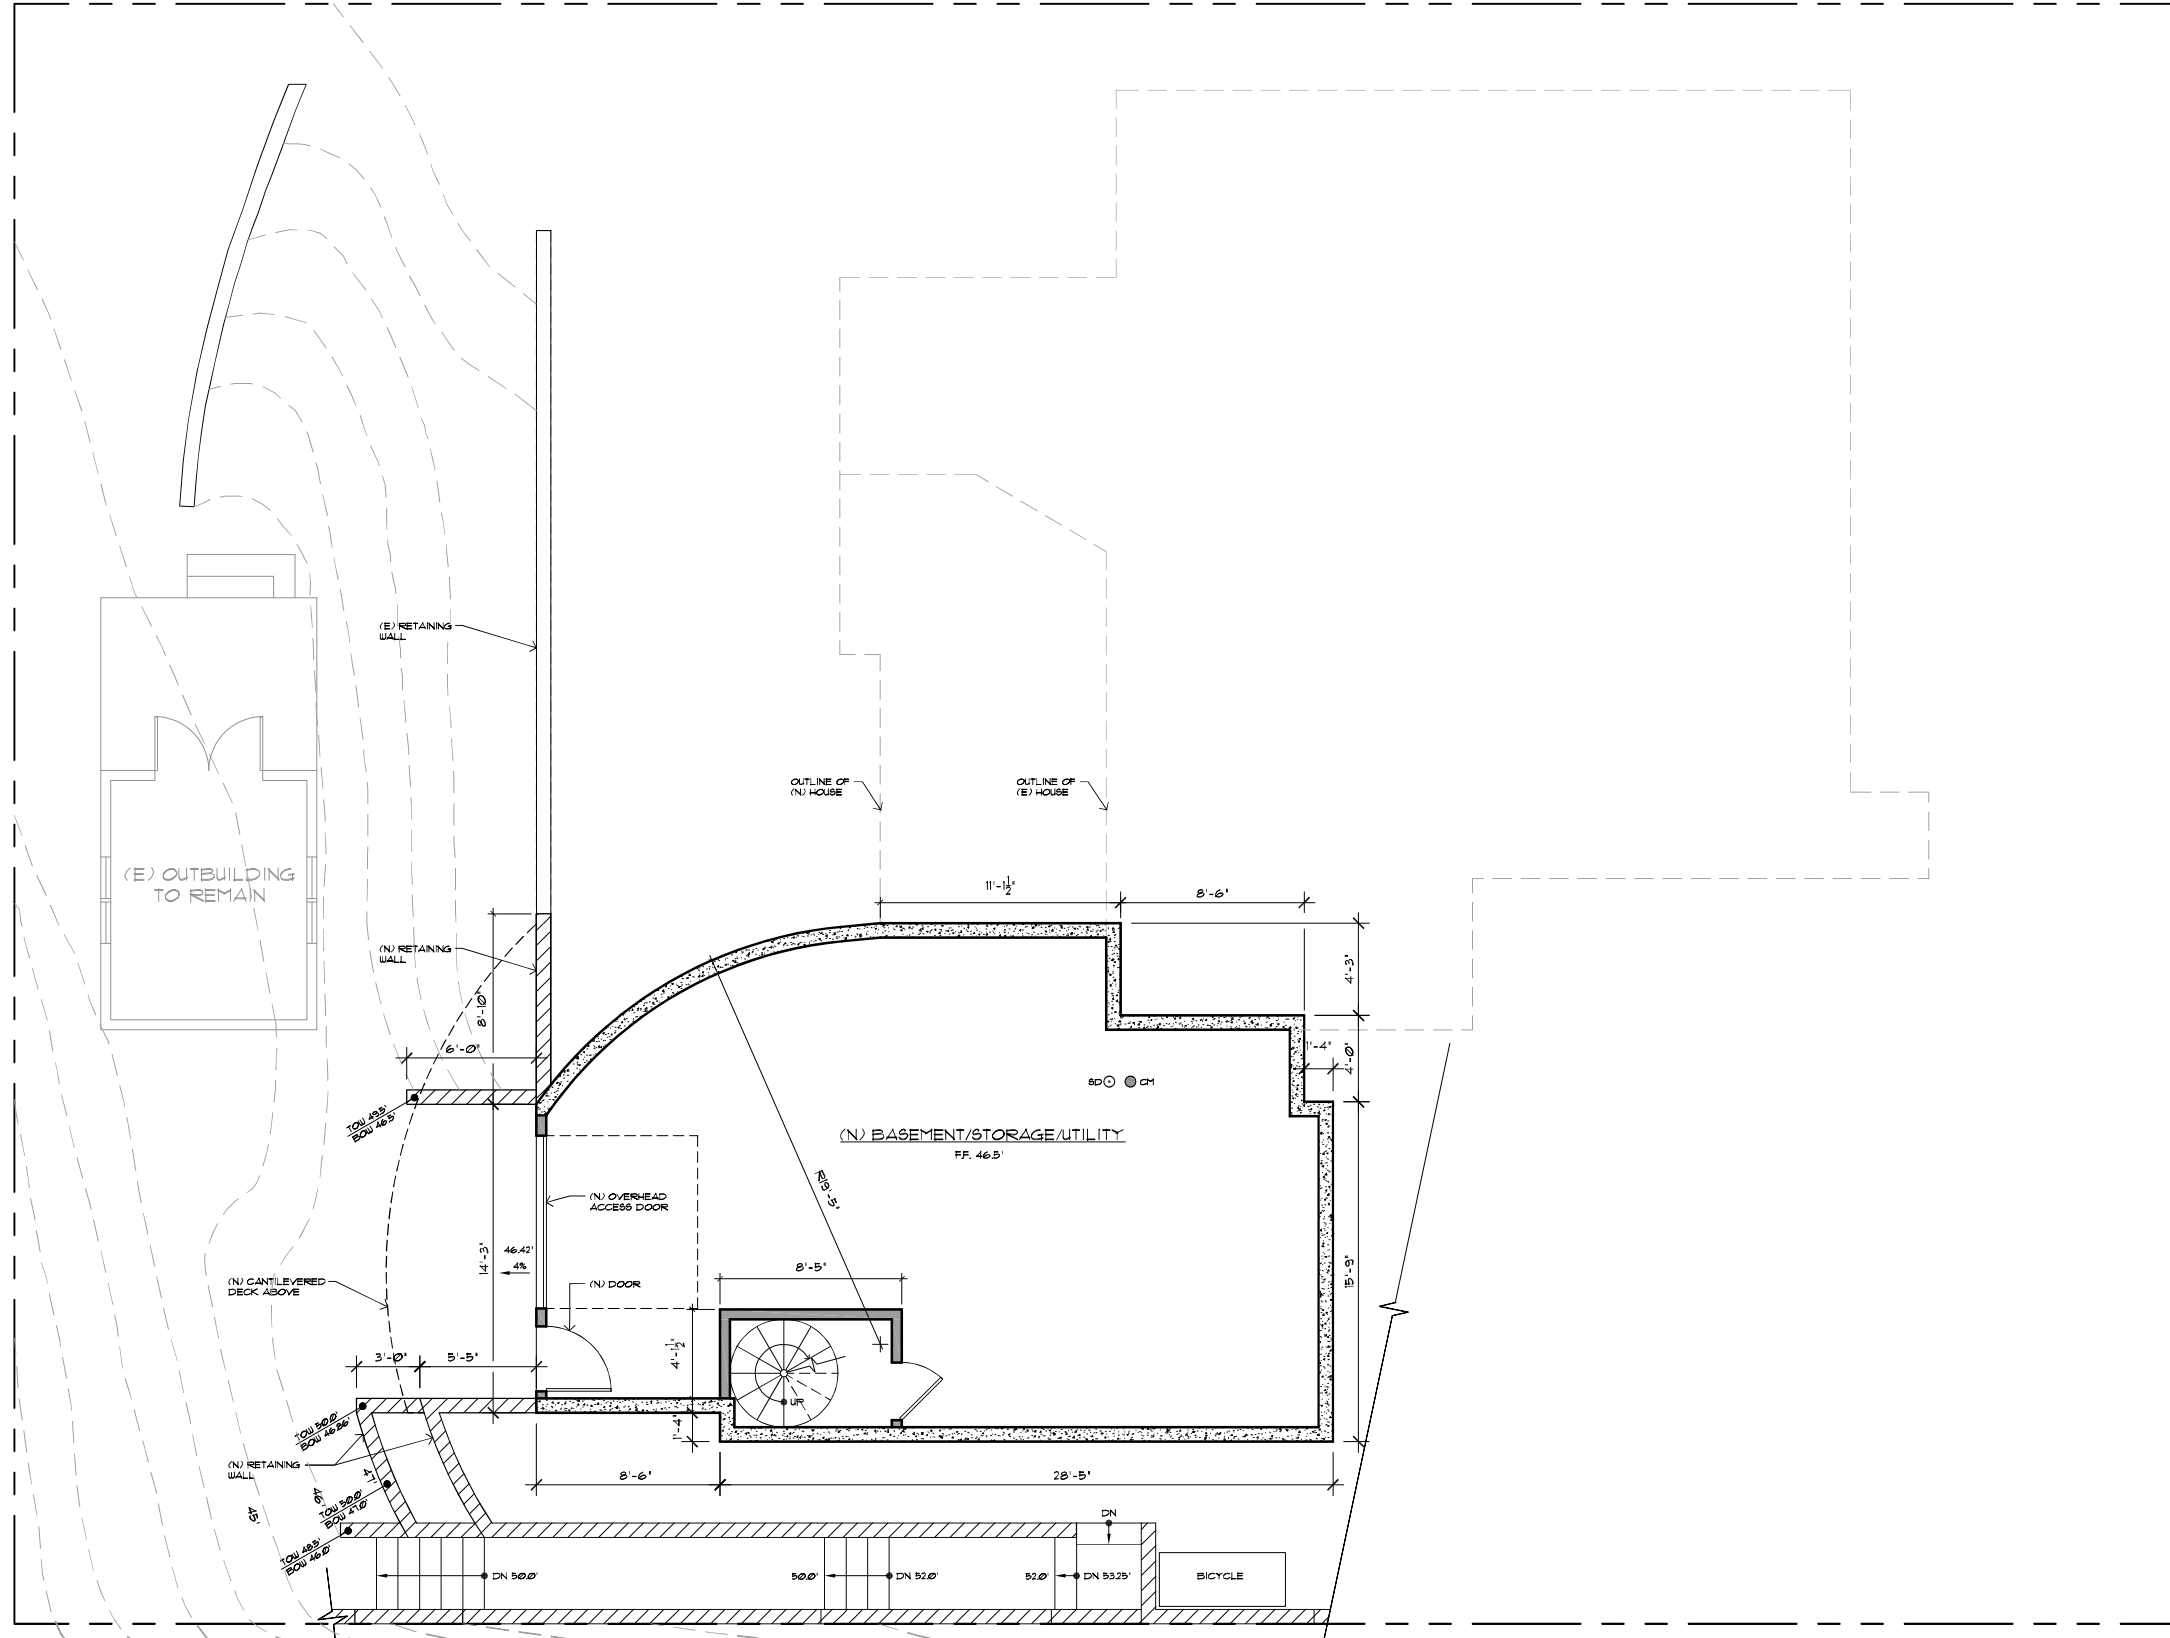 (E) RETAINING
WALL
OUTLINE OF
(N) HOUSE
OUTLINE OF
(E) HOUSE
(E) OUTBUILDING
TO REMAIN
11'-1½"
8'-6"
(N) RETAINING
WALL
8'-10"
4'-3"
6'-0"
1'-4"
4'-0"
SD
CM
TOW 49.5'
BOW 46.5'
(N) BASEMENT/STORAGE/UTILITY
F.F. 46.5'
R19'-5"
(N) OVERHEAD
ACCESS DOOR
14'-3"
46.42'
4%
8'-5"
15'-9"
(N) CANTILEVERED
DECK ABOVE
(N) DOOR
3'-0"
5'-5"
4'-1½"
UP
TOW 50.0'
BOW 46.86'
1'-4"
(N) RETAINING
WALL
47'
8'-6"
28'-5"
46'
45'
TOW 50.0'
BOW 47.0'
DN
TOW 48.5'
BOW 46.0'
DN 50.0'
50.0'
DN 52.0'
52.0'
DN 53.25'
BICYCLE